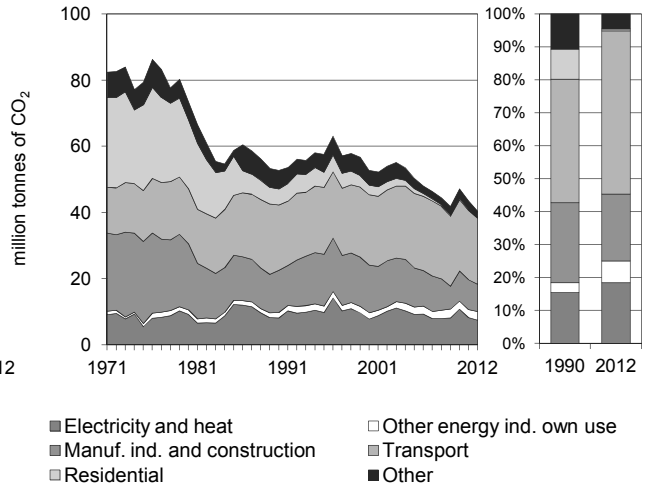 million tonnes of CO2
100
80
60
40
20
0
1971 1981 1991 2001 2012
12
100%
90%
80%
70%
60%
50%
40%
30%
20%
10%
0%
1990 2012
Electricity and heat
Other energy ind. own use
Manuf. ind. and construction
Transport
Residential
Other